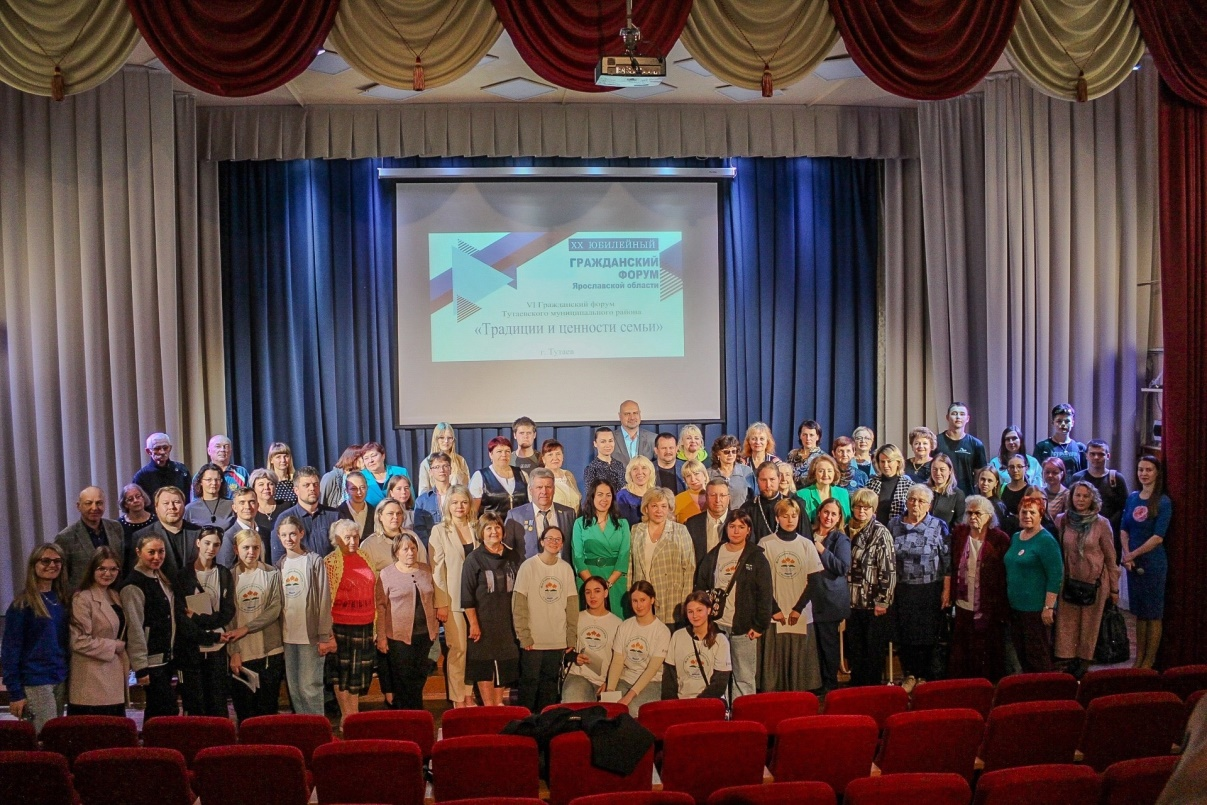 XX ЮБИЛЕЙНЫЙ
ГРАЖДАНСКИЙ
ФОРУМ
Ярославской области
VI Гражданский форум
Тутаевского муниципального района
«Традиции и ценности семьи»
г. Тутаев